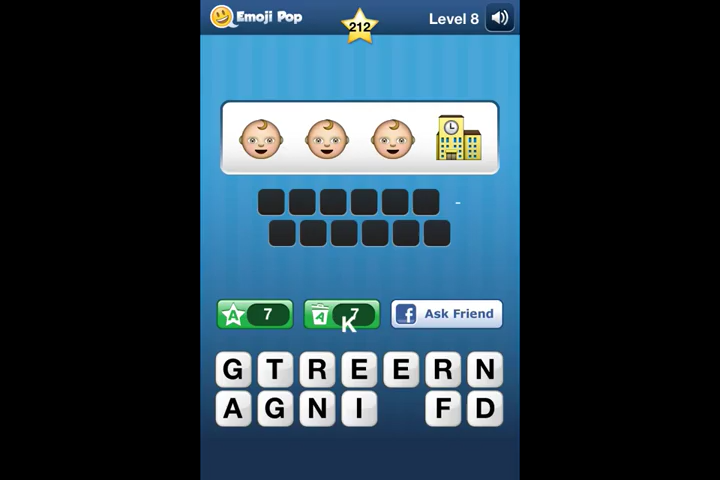 Emoji Pop
212
Level 8
-
A 7
A 7
K
f Ask Friend
G T R E E R N
A G N I F D